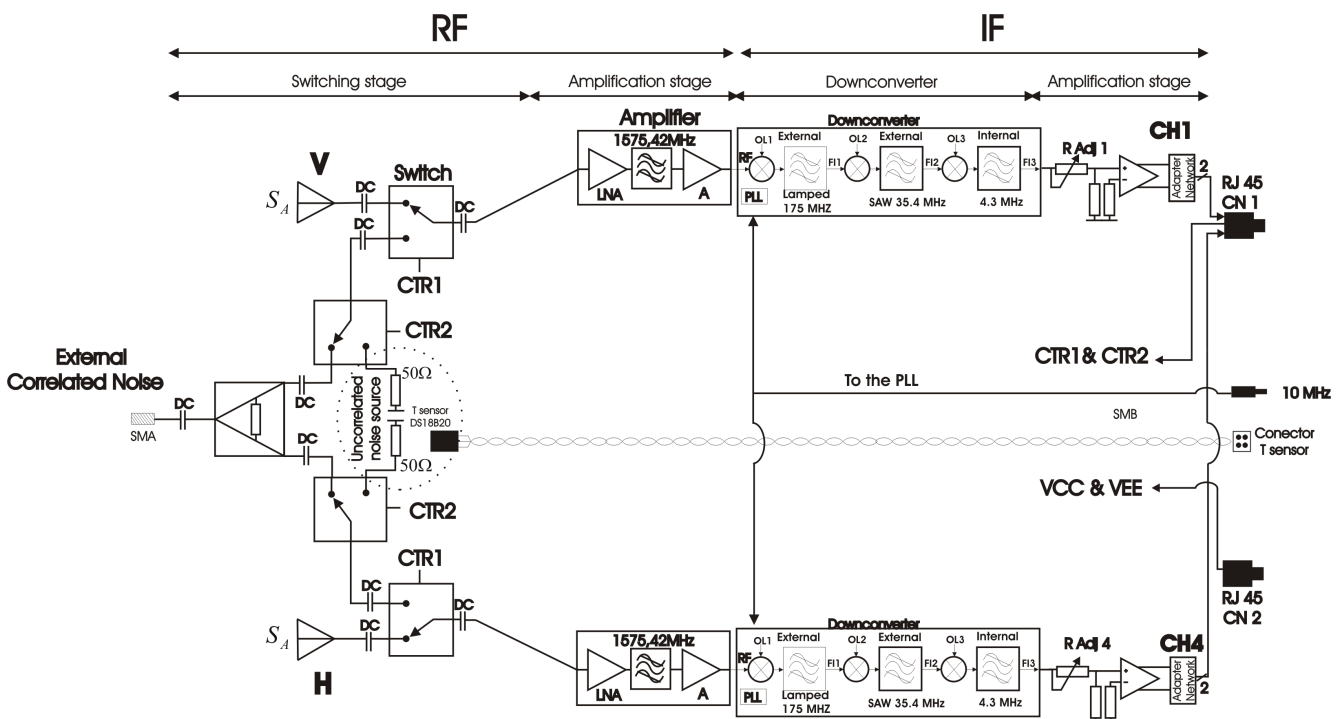 RF
IF
Switching stage
Amplification stage
Downconverter
Amplification stage
Amplifier
1575,42MHz
LNA
A
Downconverter
OL1
External
OL2
External
OL3
Internal
RF
FI1
FI2
FI3
PLL
Lamped
175 MHZ
SAW 35.4 MHz
4.3 MHz
R Adj 1
CH1
Adapter
Network
2
RJ 45
CN 1
V
S_A
DC
Switch
DC
DC
CTR1
CTR2
External
Correlated Noise
SMA
DC
DC
DC
50Ω
Uncorrelated
noise source
T sensor
DS18B20
50Ω
CTR2
CTR1 & CTR2
To the PLL
10 MHz
SMB
Conector
T sensor
VCC & VEE
RJ 45
CN 2
CTR1
DC
DC
S_A
DC
H
1575,42MHz
LNA
A
Downconverter
OL1
External
OL2
External
OL3
Internal
RF
FI1
FI2
FI3
PLL
Lamped
175 MHZ
SAW 35.4 MHz
4.3 MHz
R Adj 4
CH4
Adapter
Network
2